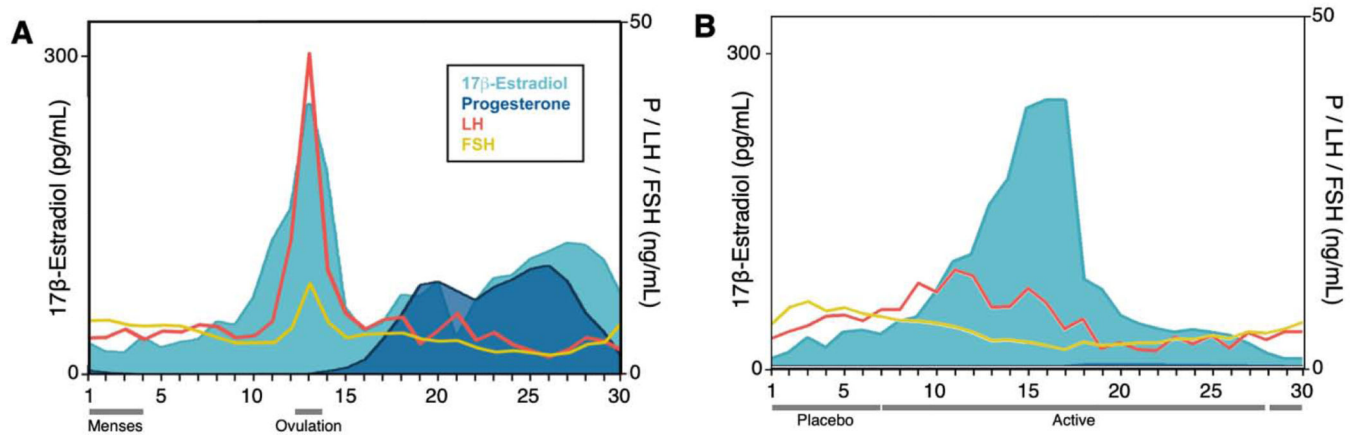 A
300
0
17β-Estradiol (pg/mL)
50
0
P / LH / FSH (ng/mL)
17β-Estradiol
Progesterone
LH
FSH
1 5 10 15 20 25 30
Menses
Ovulation
B
300
0
17β-Estradiol (pg/mL)
50
0
P / LH / FSH (ng/mL)
1 5 10 15 20 25 30
Placebo
Active